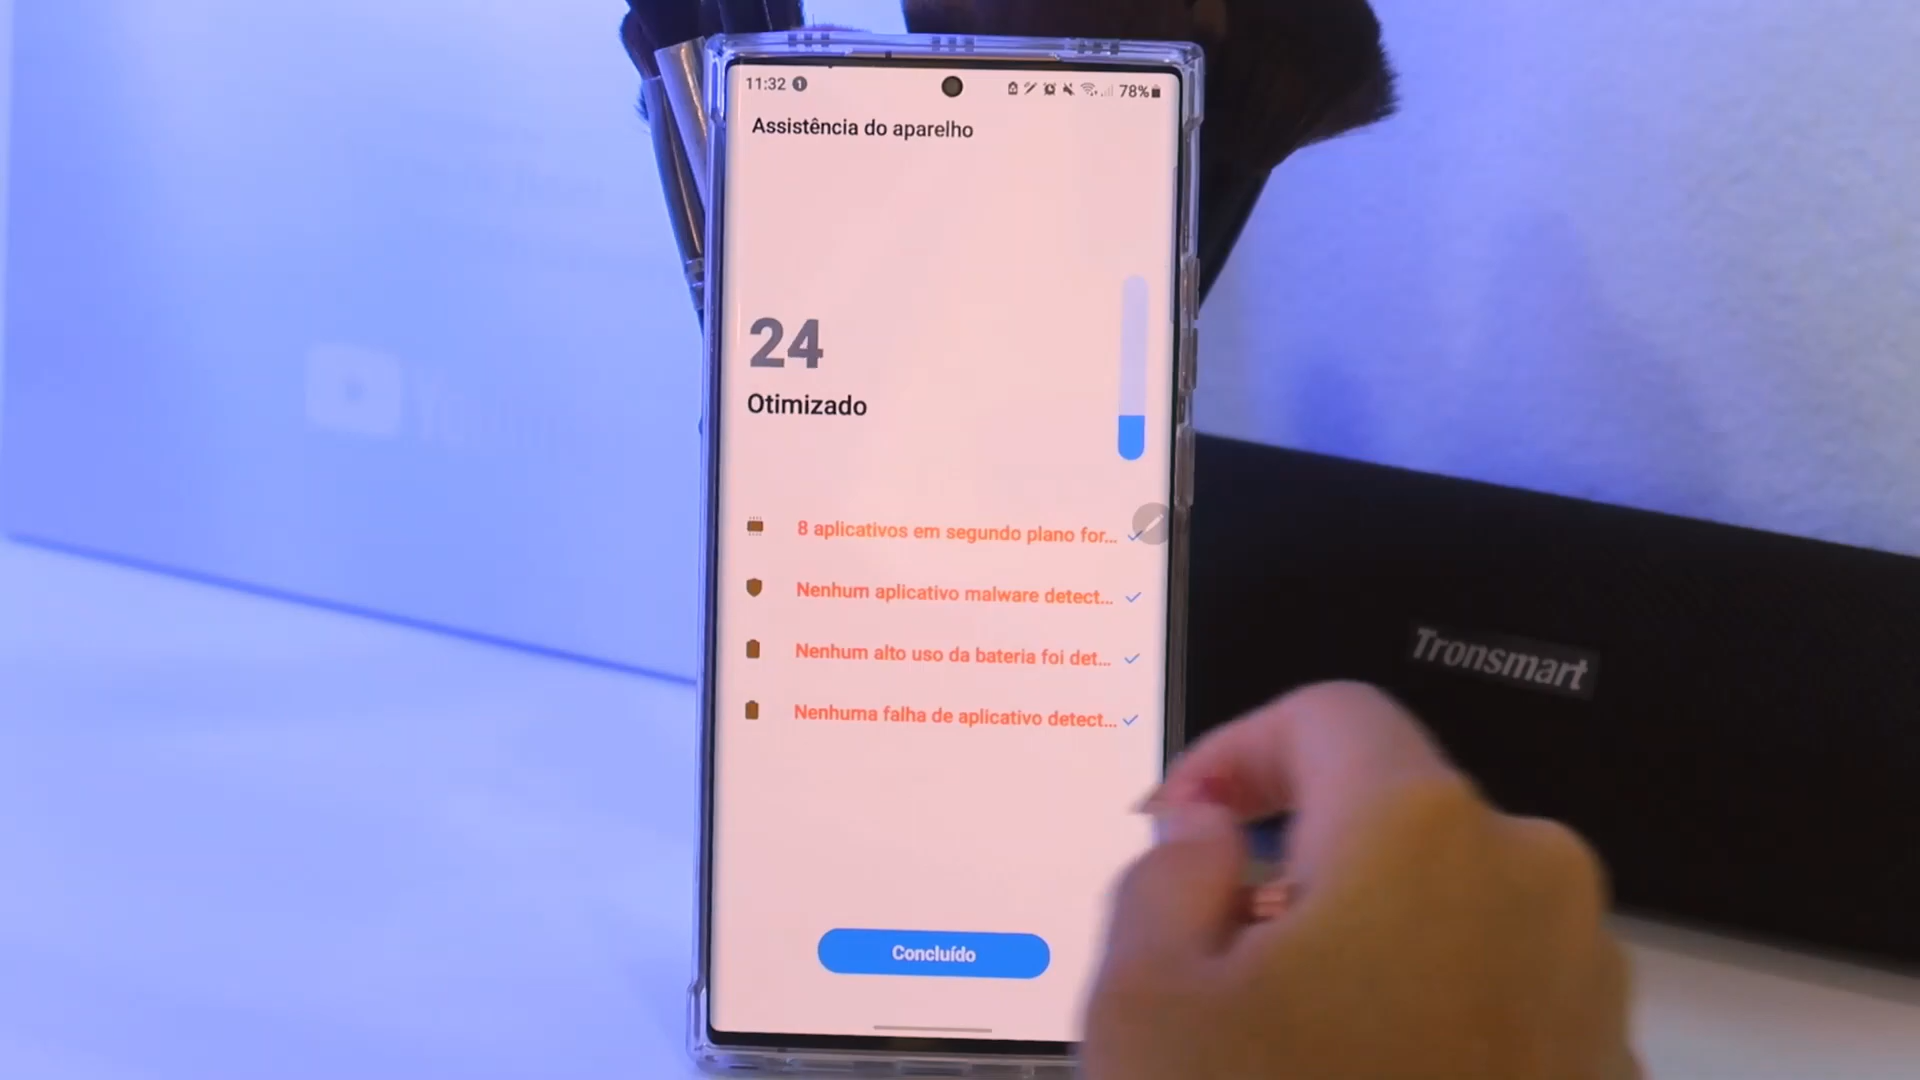 11:32 1
78%
Assistência do aparelho
24
Otimizado
8 aplicativos em segundo plano for...
Nenhum aplicativo malware detect...
Nenhum alto uso da bateria foi det...
Nenhuma falha de aplicativo detect...
Concluído
Tronsmart